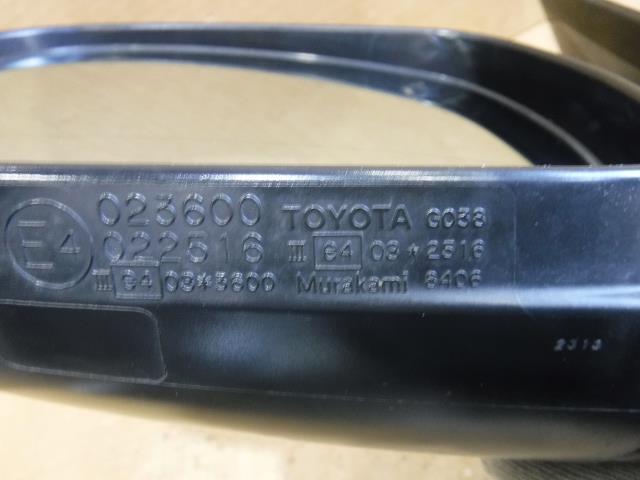 E4
023600 TOYOTA G038
022516 III e4 03*2516
III e4 03*3600 Murakami 8406
2313